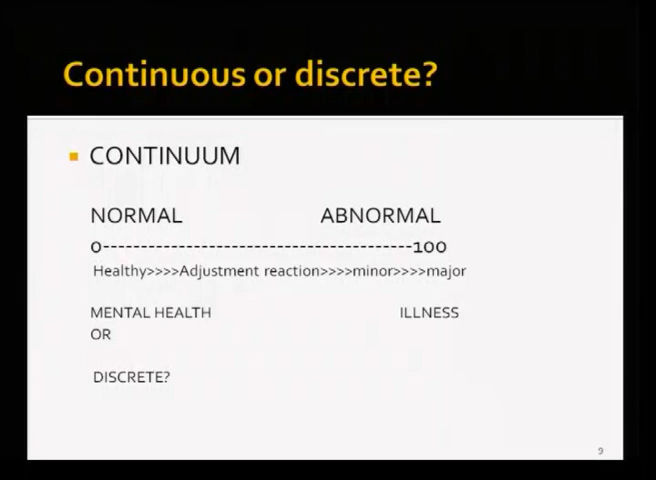 Continuous or discrete?
CONTINUUM
NORMAL ABNORMAL
0-----------------------------------------100
Healthy>>>>Adjustment reaction>>>>minor>>>>major
MENTAL HEALTH ILLNESS
OR
DISCRETE?
9